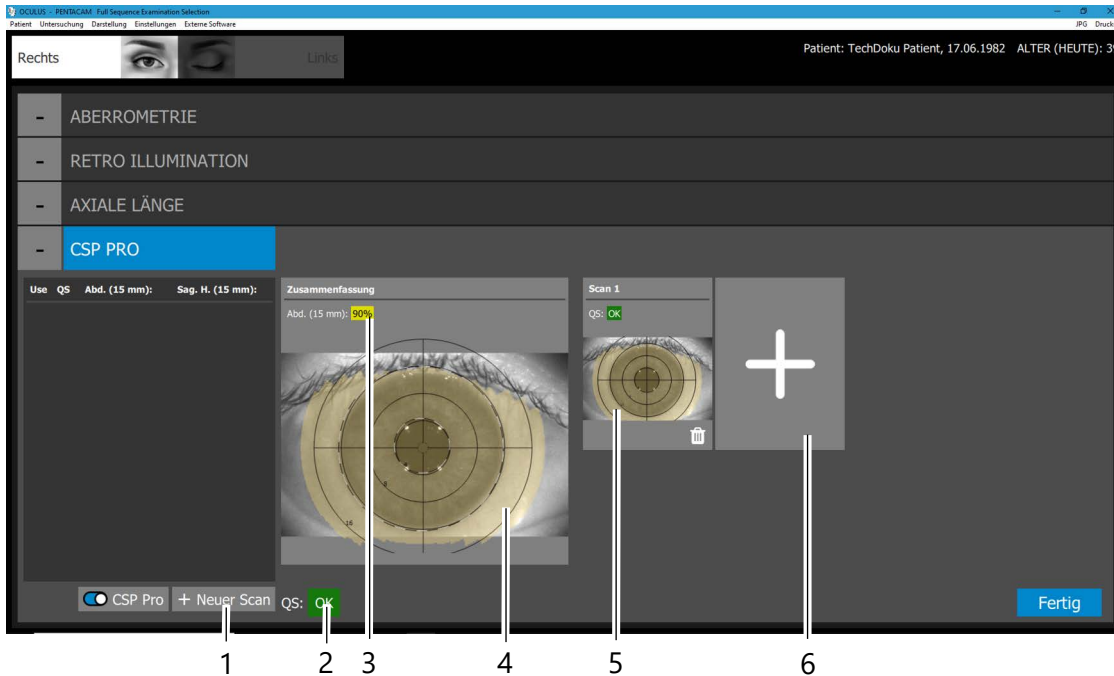 OCULUS - PENTACAM Full Sequence Examination Selection
Patient Untersuchung Darstellung Einstellungen Externe Software JPG Druck
Rechts Links Patient: TechDoku Patient, 17.06.1982 ALTER (HEUTE): 39
- ABERROMETRIE
- RETRO ILLUMINATION
- AXIALE LÄNGE
- CSP PRO
Use QS Abd. (15 mm): Sag. H. (15 mm):
Zusammenfassung
Abd. (15 mm): 90%
8
16
Scan 1
QS: OK
CSP Pro + Neuer Scan QS: OK Fertig
1 2 3 4 5 6